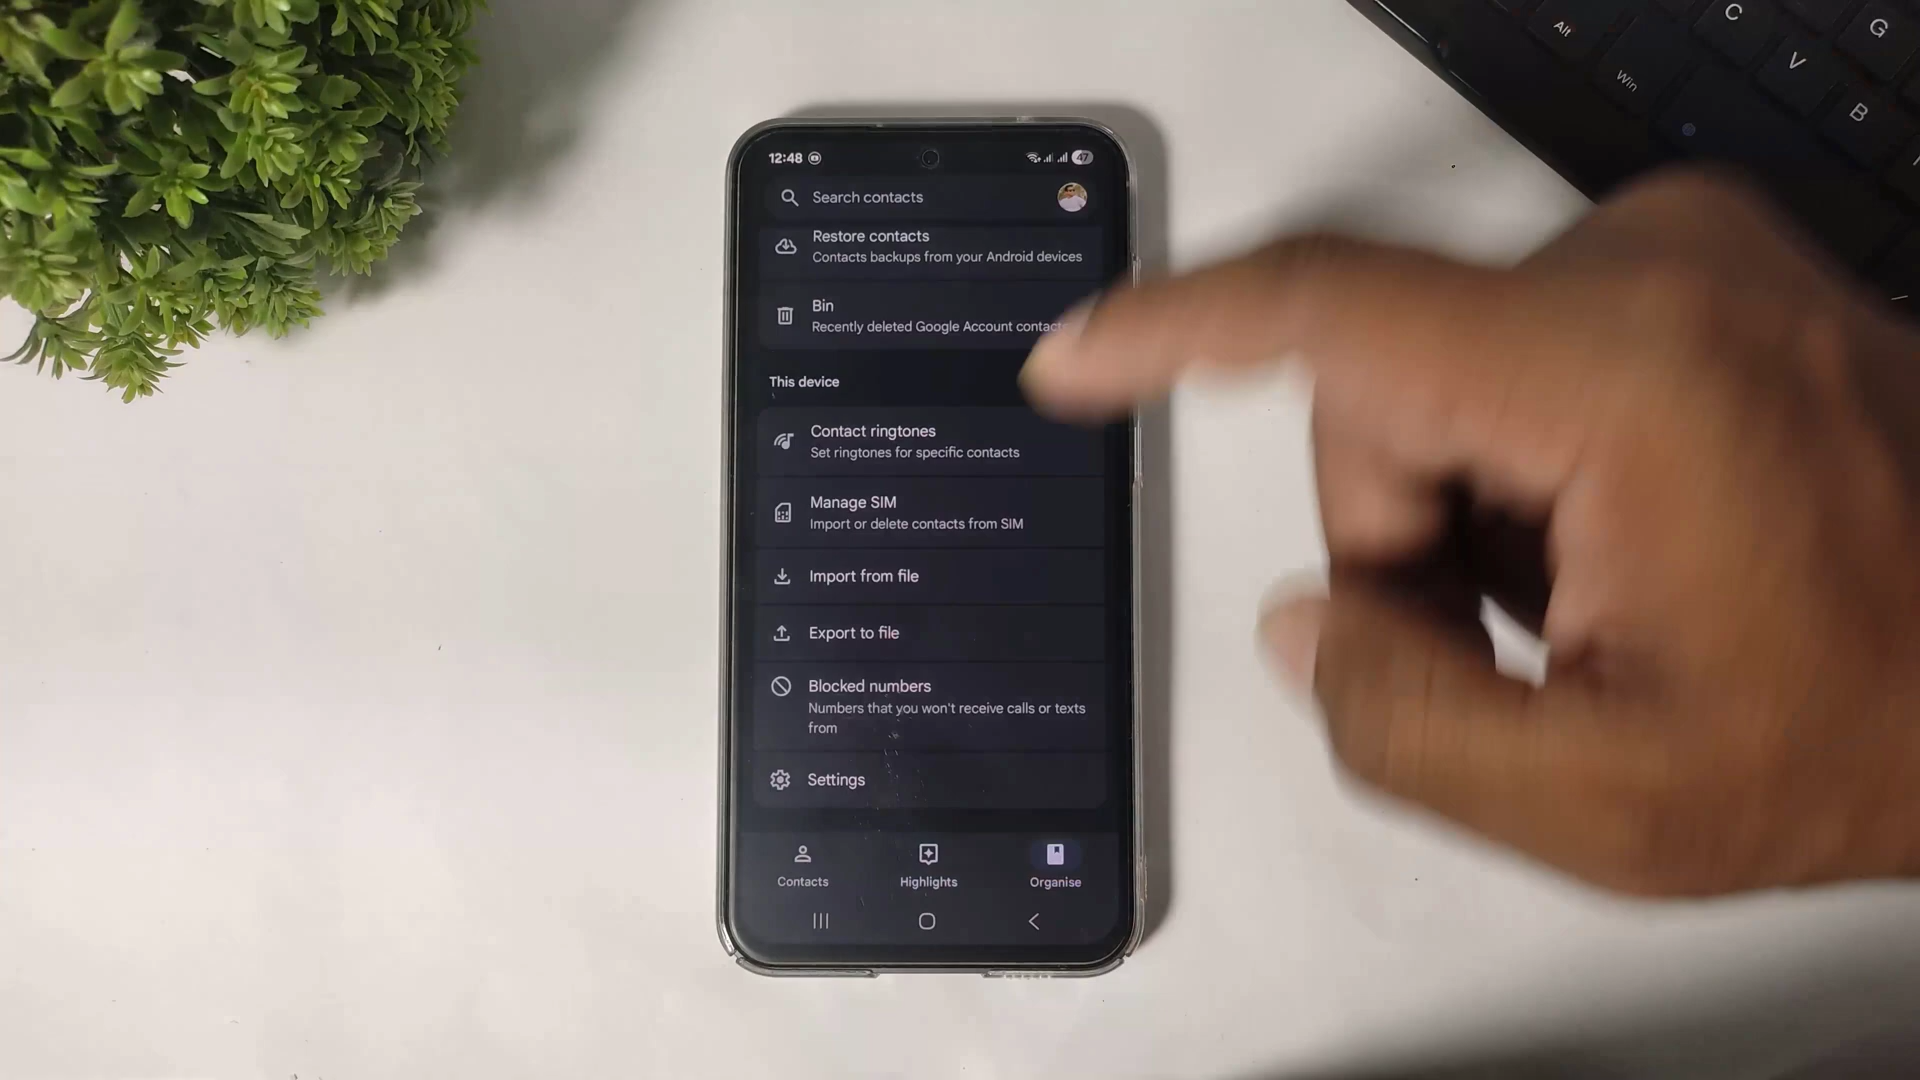 12:48
47
Search contacts
Restore contacts
Contacts backups from your Android devices
Bin
Recently deleted Google Account contacts
This device
Contact ringtones
Set ringtones for specific contacts
Manage SIM
Import or delete contacts from SIM
Import from file
Export to file
Blocked numbers
Numbers that you won't receive calls or texts
from
Settings
Contacts
Highlights
Organise
Alt
Win
C
V
B
G